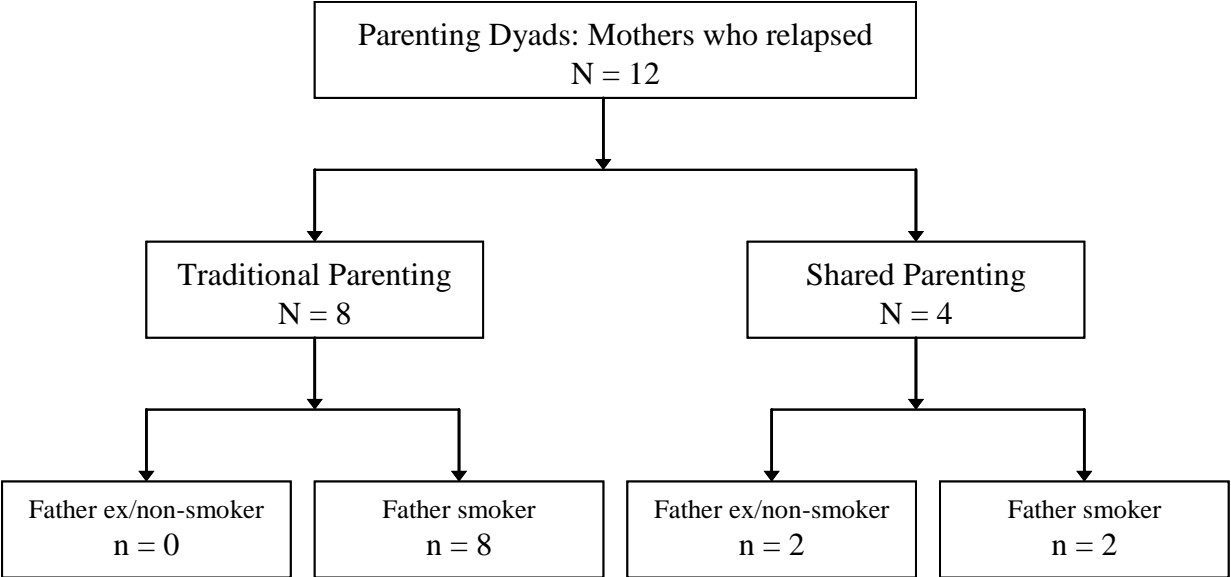 Parenting Dyads: Mothers who relapsed
N = 12
Traditional Parenting
N = 8
Shared Parenting
N = 4
Father ex/non-smoker
n = 0
Father smoker
n = 8
Father ex/non-smoker
n = 2
Father smoker
n = 2